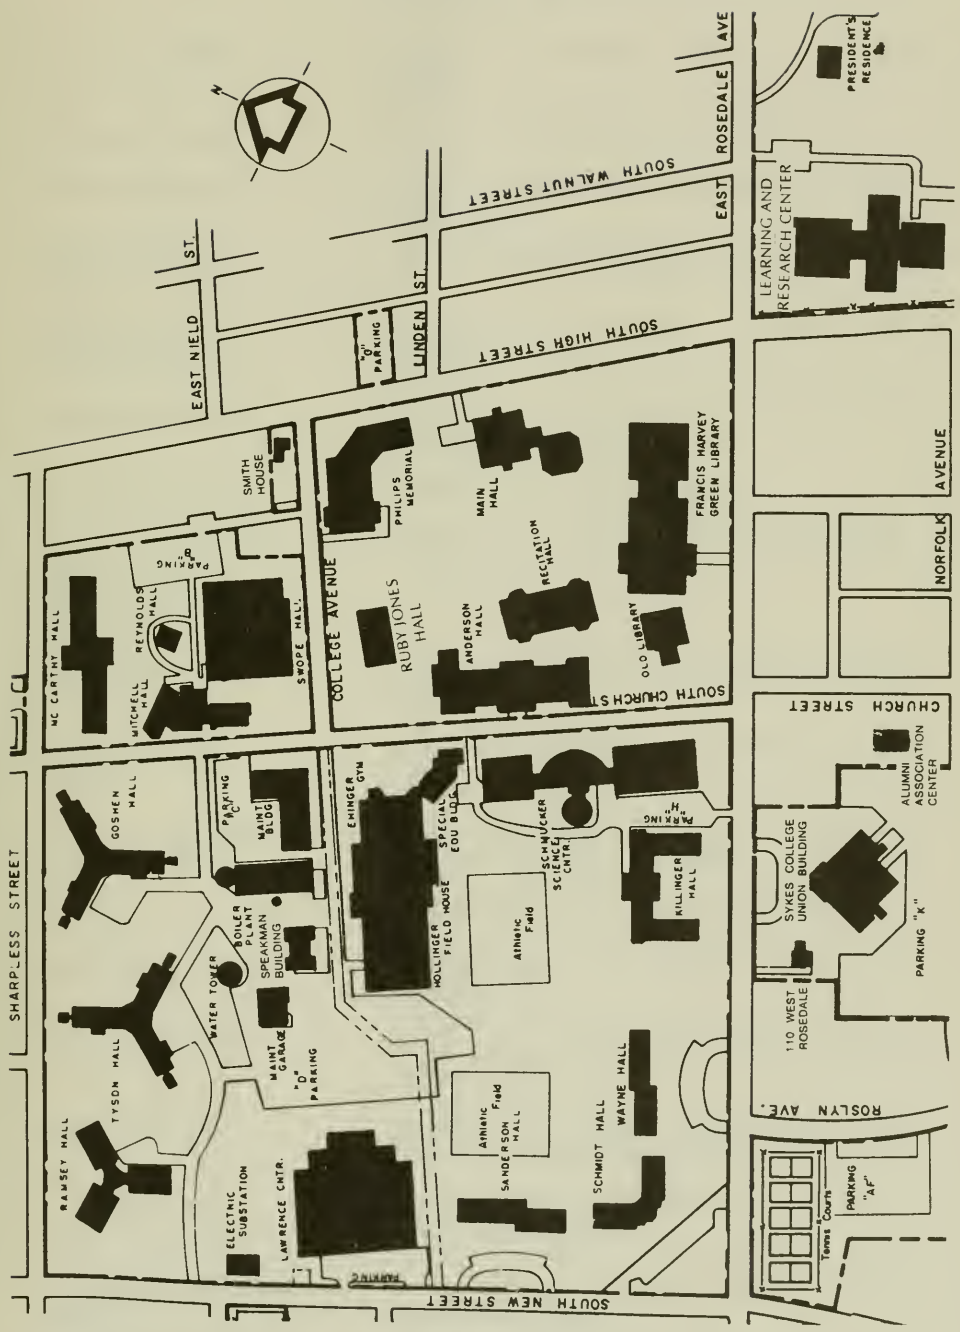 N
AVE
ROSEDALE
EAST
PRESIDENT'S
RESIDENCE
LEARNING AND
RESEARCH CENTER
SOUTH WALNUT STREET
ST.
EAST NIELD
LINDEN ST.
"O"
PARKING
SOUTH HIGH STREET
SMITH
HOUSE
PHILIPS
MEMORIAL
MAIN
HALL
FRANCIS HARVEY
GREEN LIBRARY
AVENUE
NORFOLK
PARKING
"B"
MC CARTHY HALL
REYNOLDS
HALL
MITCHELL
HALL
SWOPE HALL
COLLEGE AVENUE
RUBY JONES
HALL
ANDERSON
HALL
RECITATION
HALL
OLD LIBRARY
SOUTH CHURCH ST
CHURCH STREET
SHARPLESS STREET
GOSHEN
HALL
PARKING
"C"
MAINT
BLDG
EHINGER
GYM
SPECIAL
EDU BLDG
SCHMUCKER
SCIENCE
CNTR.
PARKING
"H"
ALUMNI
ASSOCIATION
CENTER
SYKES COLLEGE
UNION BUILDING
BOILER
PLANT
SPEAKMAN
BUILDING
WATER TOWER
HOLLINGER
FIELD HOUSE
Athletic
Field
KILLINGER
HALL
PARKING "K"
110 WEST
ROSEDALE
TYSON HALL
MAINT
GARAGE
"D"
PARKING
Athletic
Field
WAYNE HALL
ROSLYN AVE.
RAMSEY HALL
ELECTRIC
SUBSTATION
LAWRENCE CNTR.
SANDERSON
HALL
SCHMIDT HALL
Tennis Courts
PARKING
"AF"
PARKING
SOUTH NEW STREET